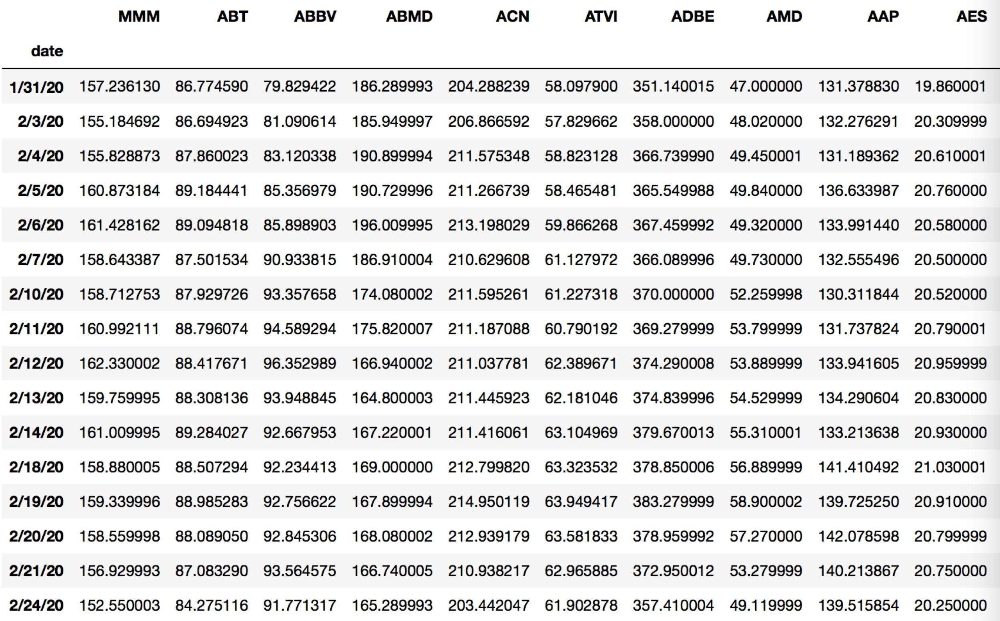 MMM ABT ABBV ABMD ACN ATVI ADBE AMD AAP AES
date
1/31/20 157.236130 86.774590 79.829422 186.289993 204.288239 58.097900 351.140015 47.000000 131.378830 19.860001
2/3/20 155.184692 86.694923 81.090614 185.949997 206.866592 57.829662 358.000000 48.020000 132.276291 20.309999
2/4/20 155.828873 87.860023 83.120338 190.899994 211.575348 58.823128 366.739990 49.450001 131.189362 20.610001
2/5/20 160.873184 89.184441 85.356979 190.729996 211.266739 58.465481 365.549988 49.840000 136.633987 20.760000
2/6/20 161.428162 89.094818 85.898903 196.009995 213.198029 59.866268 367.459992 49.320000 133.991440 20.580000
2/7/20 158.643387 87.501534 90.933815 186.910004 210.629608 61.127972 366.089996 49.730000 132.555496 20.500000
2/10/20 158.712753 87.929726 93.357658 174.080002 211.595261 61.227318 370.000000 52.259998 130.311844 20.520000
2/11/20 160.992111 88.796074 94.589294 175.820007 211.187088 60.790192 369.279999 53.799999 131.737824 20.790001
2/12/20 162.330002 88.417671 96.352989 166.940002 211.037781 62.389671 374.290008 53.889999 133.941605 20.959999
2/13/20 159.759995 88.308136 93.948845 164.800003 211.445923 62.181046 374.839996 54.529999 134.290604 20.830000
2/14/20 161.009995 89.284027 92.667953 167.220001 211.416061 63.104969 379.670013 55.310001 133.213638 20.930000
2/18/20 158.880005 88.507294 92.234413 169.000000 212.799820 63.323532 378.850006 56.889999 141.410492 21.030001
2/19/20 159.339996 88.985283 92.756622 167.899994 214.950119 63.949417 383.279999 58.900002 139.725250 20.910000
2/20/20 158.559998 88.089050 92.845306 168.080002 212.939179 63.581833 378.959992 57.270000 142.078598 20.799999
2/21/20 156.929993 87.083290 93.564575 166.740005 210.938217 62.965885 372.950012 53.279999 140.213867 20.750000
2/24/20 152.550003 84.275116 91.771317 165.289993 203.442047 61.902878 357.410004 49.119999 139.515854 20.250000